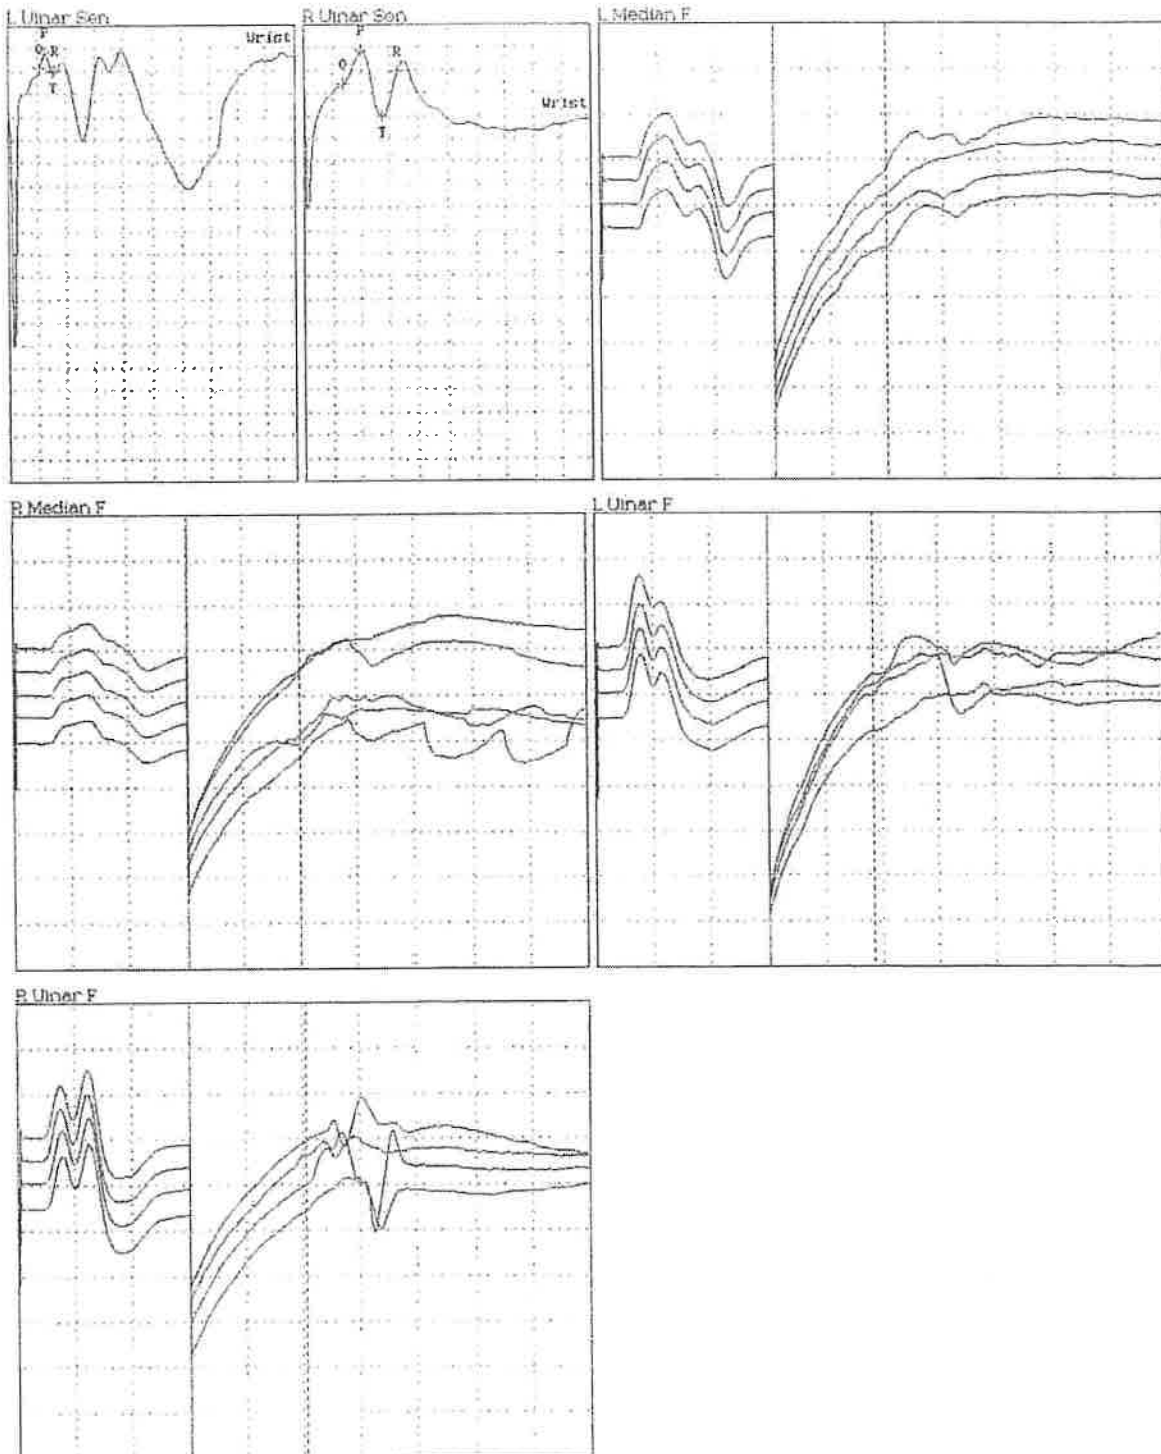 L Ulnar Sen
P
Q R
T
Wrist
R Ulnar Sen
P
Q
R
T
Wrist
L Median F
R Median F
L Ulnar F
R Ulnar F